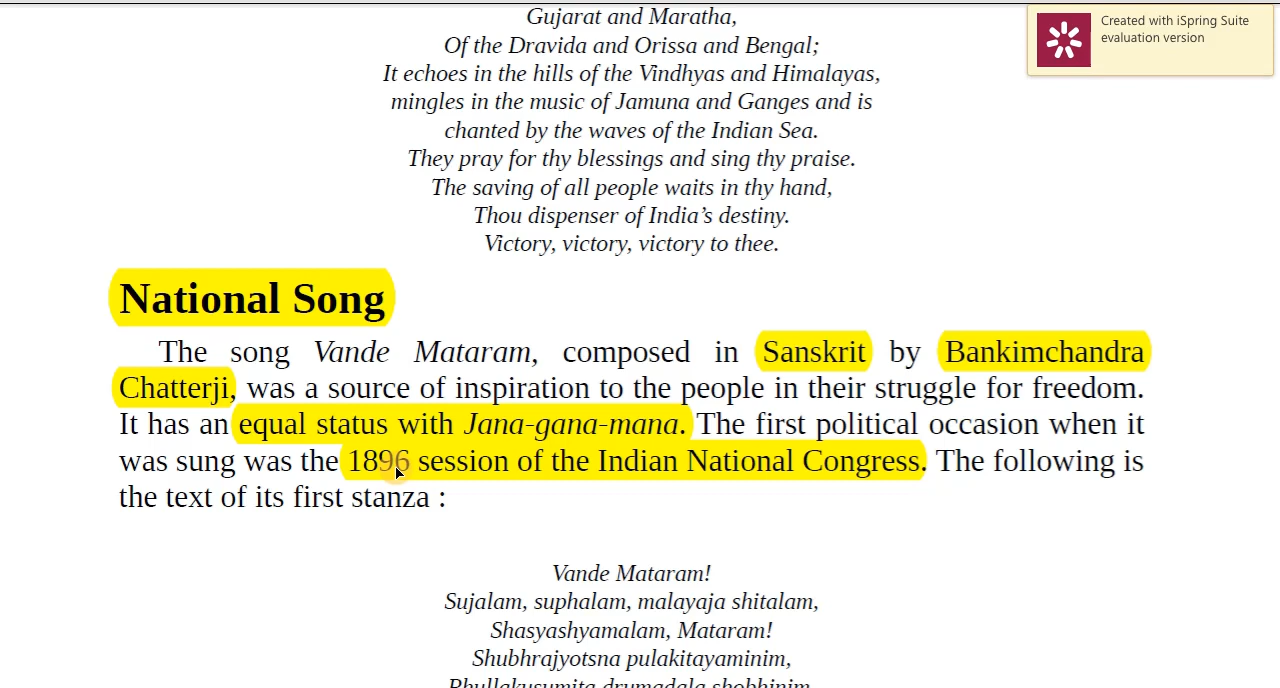 Gujarat and Maratha,
Of the Dravida and Orissa and Bengal;
It echoes in the hills of the Vindhyas and Himalayas,
mingles in the music of Jamuna and Ganges and is
chanted by the waves of the Indian Sea.
They pray for thy blessings and sing thy praise.
The saving of all people waits in thy hand,
Thou dispenser of India’s destiny.
Victory, victory, victory to thee.
Created with iSpring Suite
evaluation version
National Song
The song Vande Mataram, composed in Sanskrit by Bankimchandra
Chatterji, was a source of inspiration to the people in their struggle for freedom.
It has an equal status with Jana-gana-mana. The first political occasion when it
was sung was the 1896 session of the Indian National Congress. The following is
the text of its first stanza :
Vande Mataram!
Sujalam, suphalam, malayaja shitalam,
Shasyashyamalam, Mataram!
Shubhrajyotsna pulakitayaminim,
Phullakusumita drumadala shobhinim